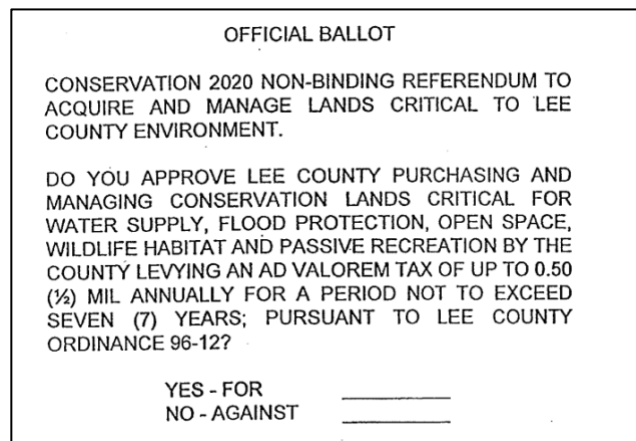 OFFICIAL BALLOT
CONSERVATION 2020 NON-BINDING REFERENDUM TO
ACQUIRE AND MANAGE LANDS CRITICAL TO LEE
COUNTY ENVIRONMENT.
DO YOU APPROVE LEE COUNTY PURCHASING AND
MANAGING CONSERVATION LANDS CRITICAL FOR
WATER SUPPLY, FLOOD PROTECTION, OPEN SPACE,
WILDLIFE HABITAT AND PASSIVE RECREATION BY THE
COUNTY LEVYING AN AD VALOREM TAX OF UP TO 0.50
(½) MIL ANNUALLY FOR A PERIOD NOT TO EXCEED
SEVEN (7) YEARS; PURSUANT TO LEE COUNTY
ORDINANCE 96-12?
YES - FOR
NO - AGAINST